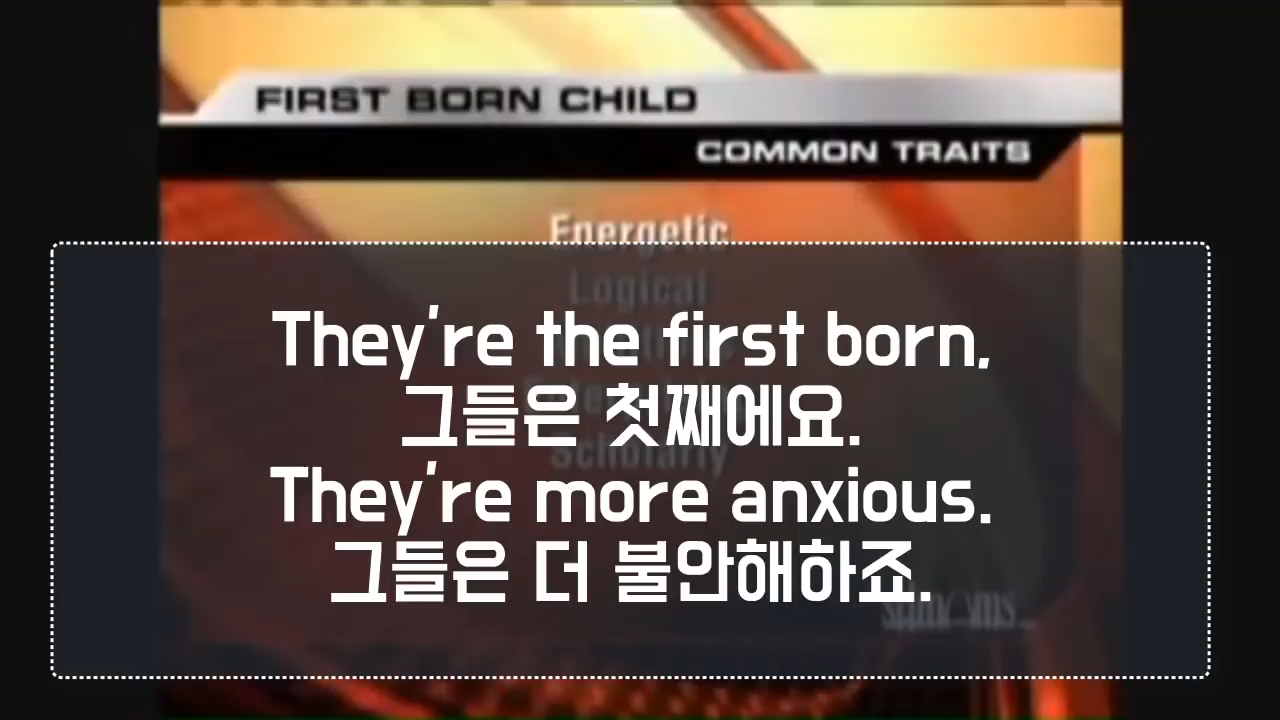 FIRST BORN CHILD
COMMON TRAITS
Energetic
Logical
They're the first born,
그들은 첫째에요.
Scholarly
They're more anxious.
그들은 더 불안해하죠.